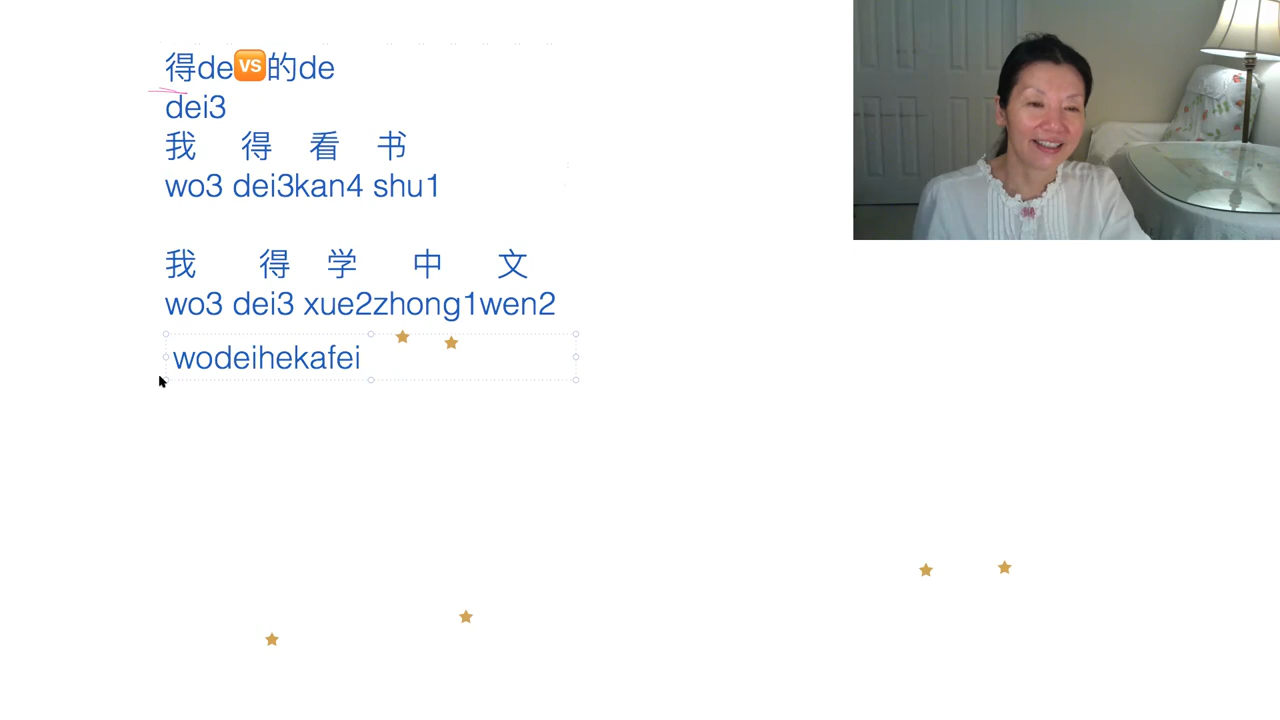 得de🆚的de
dei3
我 得 看 书
wo3 dei3kan4 shu1
我 得 学 中 文
wo3 dei3 xue2zhong1wen2
wodeihekafei